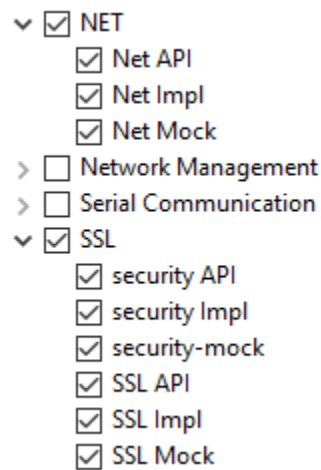 NET
Net API
Net Impl
Net Mock
Network Management
Serial Communication
SSL
security API
security Impl
security-mock
SSL API
SSL Impl
SSL Mock